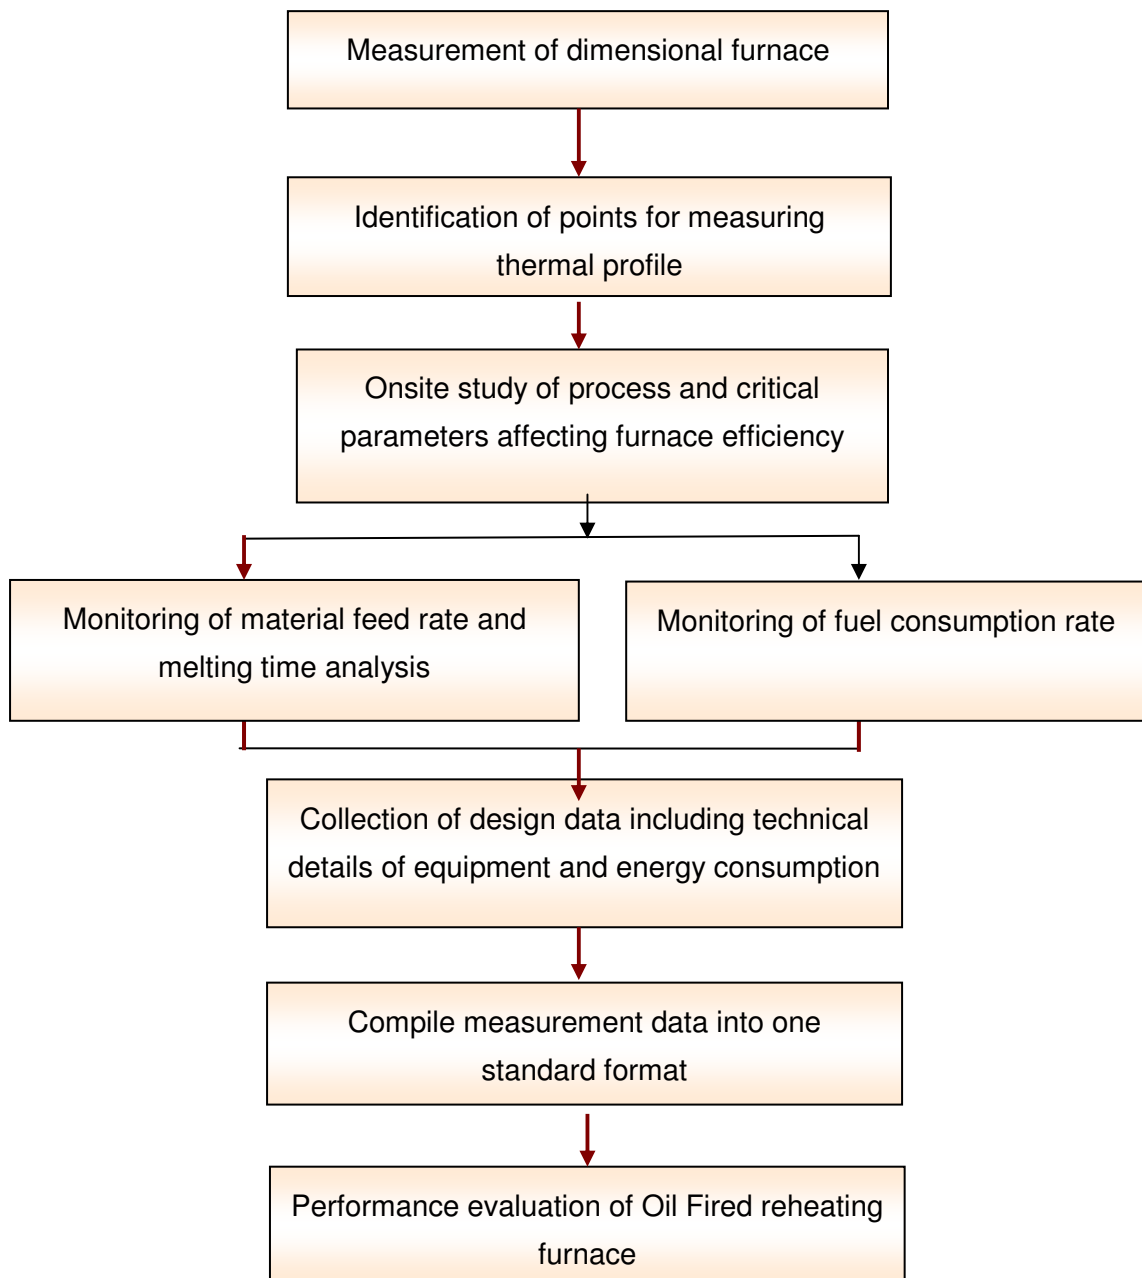 Measurement of dimensional furnace
Identification of points for measuring
thermal profile
Onsite study of process and critical
parameters affecting furnace efficiency
Monitoring of material feed rate and
melting time analysis
Monitoring of fuel consumption rate
Collection of design data including technical
details of equipment and energy consumption
Compile measurement data into one
standard format
Performance evaluation of Oil Fired reheating
furnace